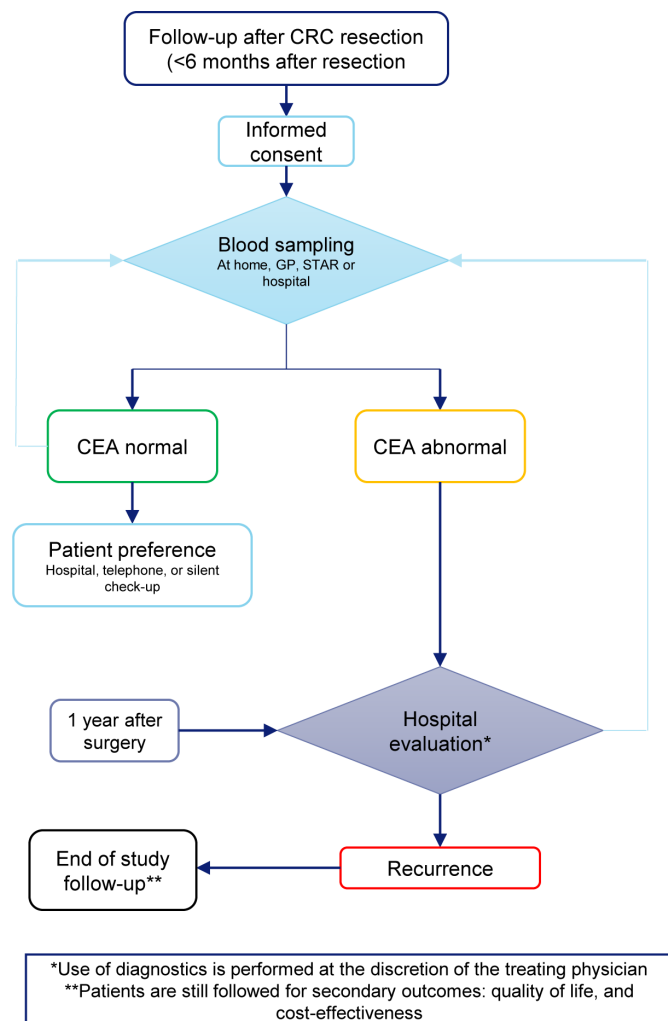 Follow-up after CRC resection
(<6 months after resection
Informed
consent
Blood sampling
At home, GP, STAR or
hospital
CEA normal
CEA abnormal
Patient preference
Hospital, telephone, or silent
check-up
1 year after
surgery
Hospital
evaluation*
End of study
follow-up**
Recurrence
*Use of diagnostics is performed at the discretion of the treating physician
**Patients are still followed for secondary outcomes: quality of life, and
cost-effectiveness